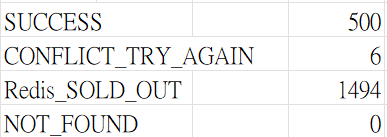 SUCCESS 500
CONFLICT_TRY_AGAIN 6
Redis_SOLD_OUT 1494
NOT_FOUND 0